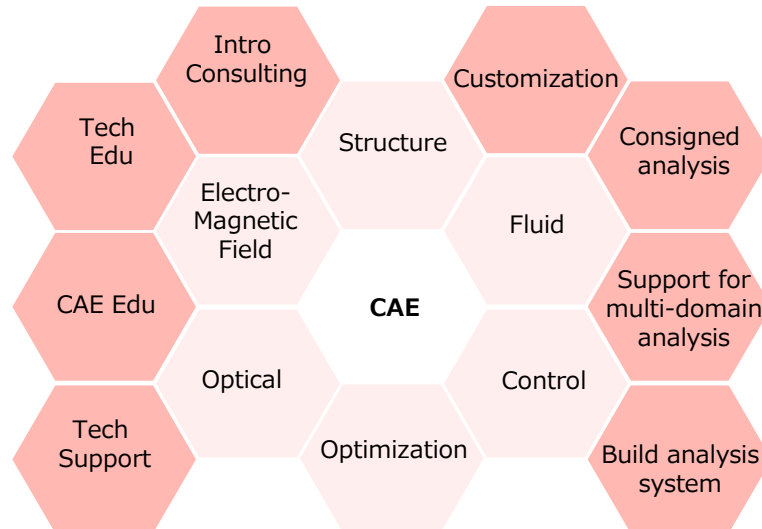 Intro
Consulting
Customization
Tech
Edu
Structure
Consigned
analysis
Electro-
Magnetic
Field
Fluid
CAE Edu
CAE
Support for
multi-domain
analysis
Optical
Control
Tech
Support
Optimization
Build analysis
system